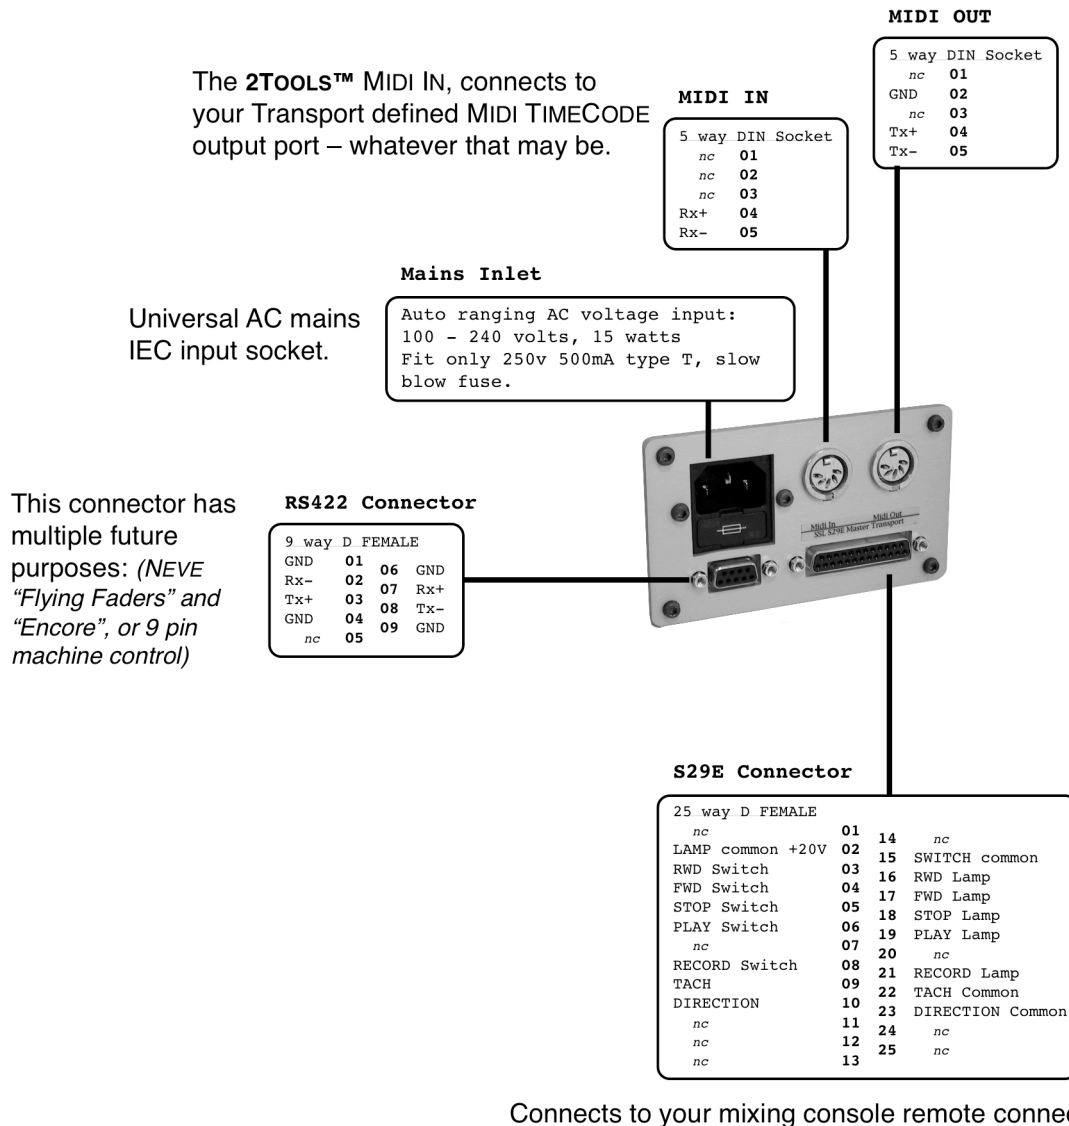 MIDI OUT
5 way DIN Socket
nc 01
GND 02
nc 03
Tx+ 04
Tx- 05
The 2TOOLS™ MIDI IN, connects to
your Transport defined MIDI TIMECODE
output port – whatever that may be.
MIDI IN
5 way DIN Socket
nc 01
nc 02
nc 03
Rx+ 04
Rx- 05
Mains Inlet
Universal AC mains
IEC input socket.
Auto ranging AC voltage input:
100 - 240 volts, 15 watts
Fit only 250v 500mA type T, slow
blow fuse.
This connector has
multiple future
purposes: (NEVE
“Flying Faders” and
“Encore”, or 9 pin
machine control)
RS422 Connector
9 way D FEMALE
GND 01
Rx- 02
Tx+ 03
GND 04
nc 05
06 GND
07 Rx+
08 Tx-
09 GND
Midi In Midi Out
SSL S29E Master Transport
S29E Connector
25 way D FEMALE
nc 01
LAMP common +20V 02
RWD Switch 03
FWD Switch 04
STOP Switch 05
PLAY Switch 06
nc 07
RECORD Switch 08
TACH 09
DIRECTION 10
nc 11
nc 12
nc 13
14 nc
15 SWITCH common
16 RWD Lamp
17 FWD Lamp
18 STOP Lamp
19 PLAY Lamp
20 nc
21 RECORD Lamp
22 TACH Common
23 DIRECTION Common
24 nc
25 nc
Connects to your mixing console remote connec